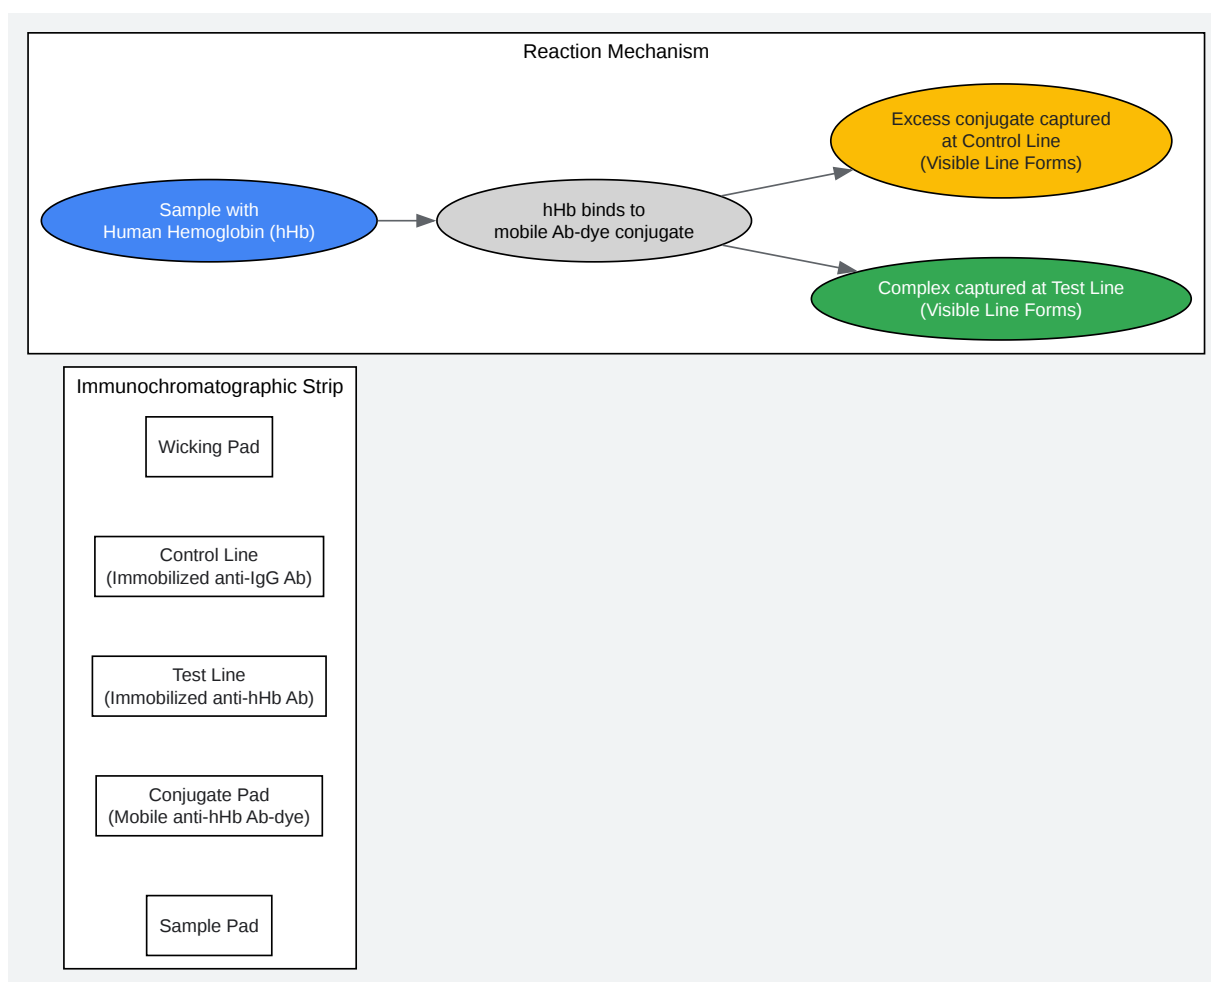 Reaction Mechanism
Excess conjugate captured
at Control Line
(Visible Line Forms)
Sample with
Human Hemoglobin (hHb)
hHb binds to
mobile Ab-dye conjugate
Complex captured at Test Line
(Visible Line Forms)
Immunochromatographic Strip
Wicking Pad
Control Line
(Immobilized anti-IgG Ab)
Test Line
(Immobilized anti-hHb Ab)
Conjugate Pad
(Mobile anti-hHb Ab-dye)
Sample Pad